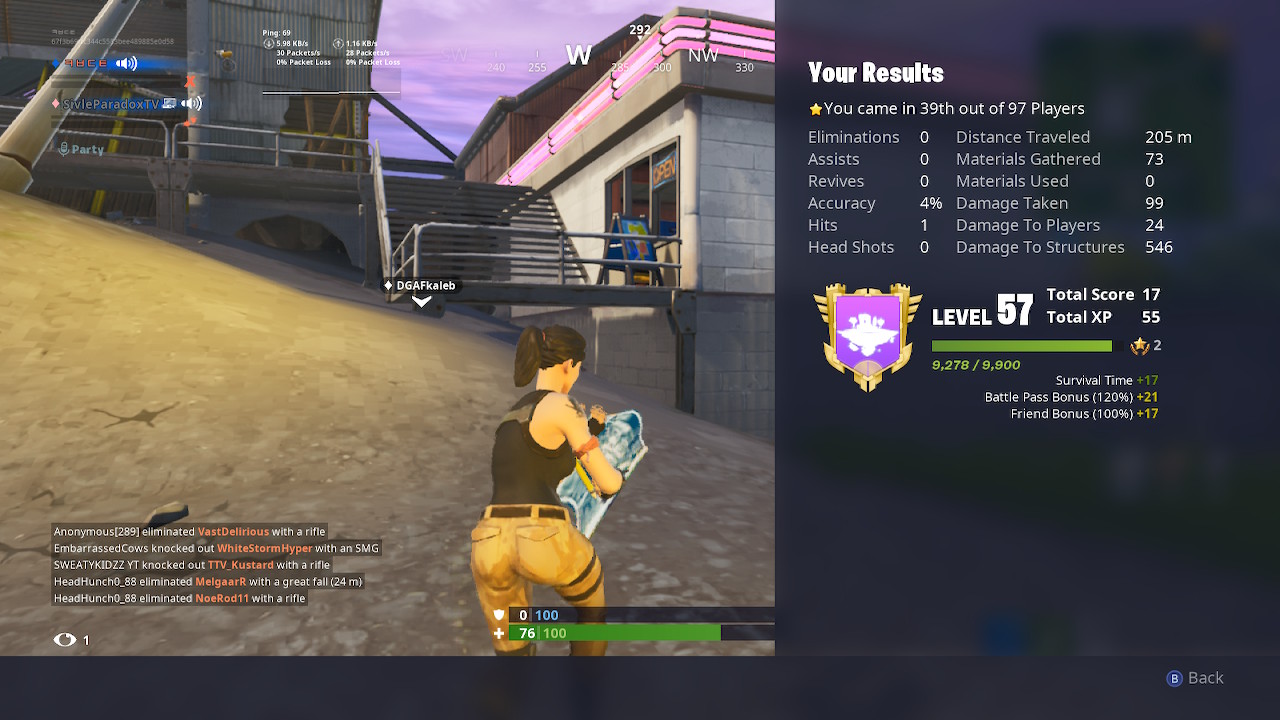 Ping: 69
5.98 KB/s 1.16 KB/s
30 Packets/s 28 Packets/s
0% Packet Loss 0% Packet Loss
292
SW W NW
240 255 285 300 330
SivleParadoxTV
Party
OPEN
DGAFkaleb
Anonymous[289] eliminated VastDelirious with a rifle
EmbarrassedCows knocked out WhiteStormHyper with an SMG
SWEATYKIDZZ YT knocked out TTV_Kustard with a rifle
HeadHunch0_88 eliminated MelgaarR with a great fall (24 m)
HeadHunch0_88 eliminated NoeRod11 with a rifle
1
0 100
76 100
Your Results
You came in 39th out of 97 Players
Eliminations 0 Distance Traveled 205 m
Assists 0 Materials Gathered 73
Revives 0 Materials Used 0
Accuracy 4% Damage Taken 99
Hits 1 Damage To Players 24
Head Shots 0 Damage To Structures 546
LEVEL 57
Total Score 17
Total XP 55
2
9,278 / 9,900
Survival Time +17
Battle Pass Bonus (120%) +21
Friend Bonus (100%) +17
B Back